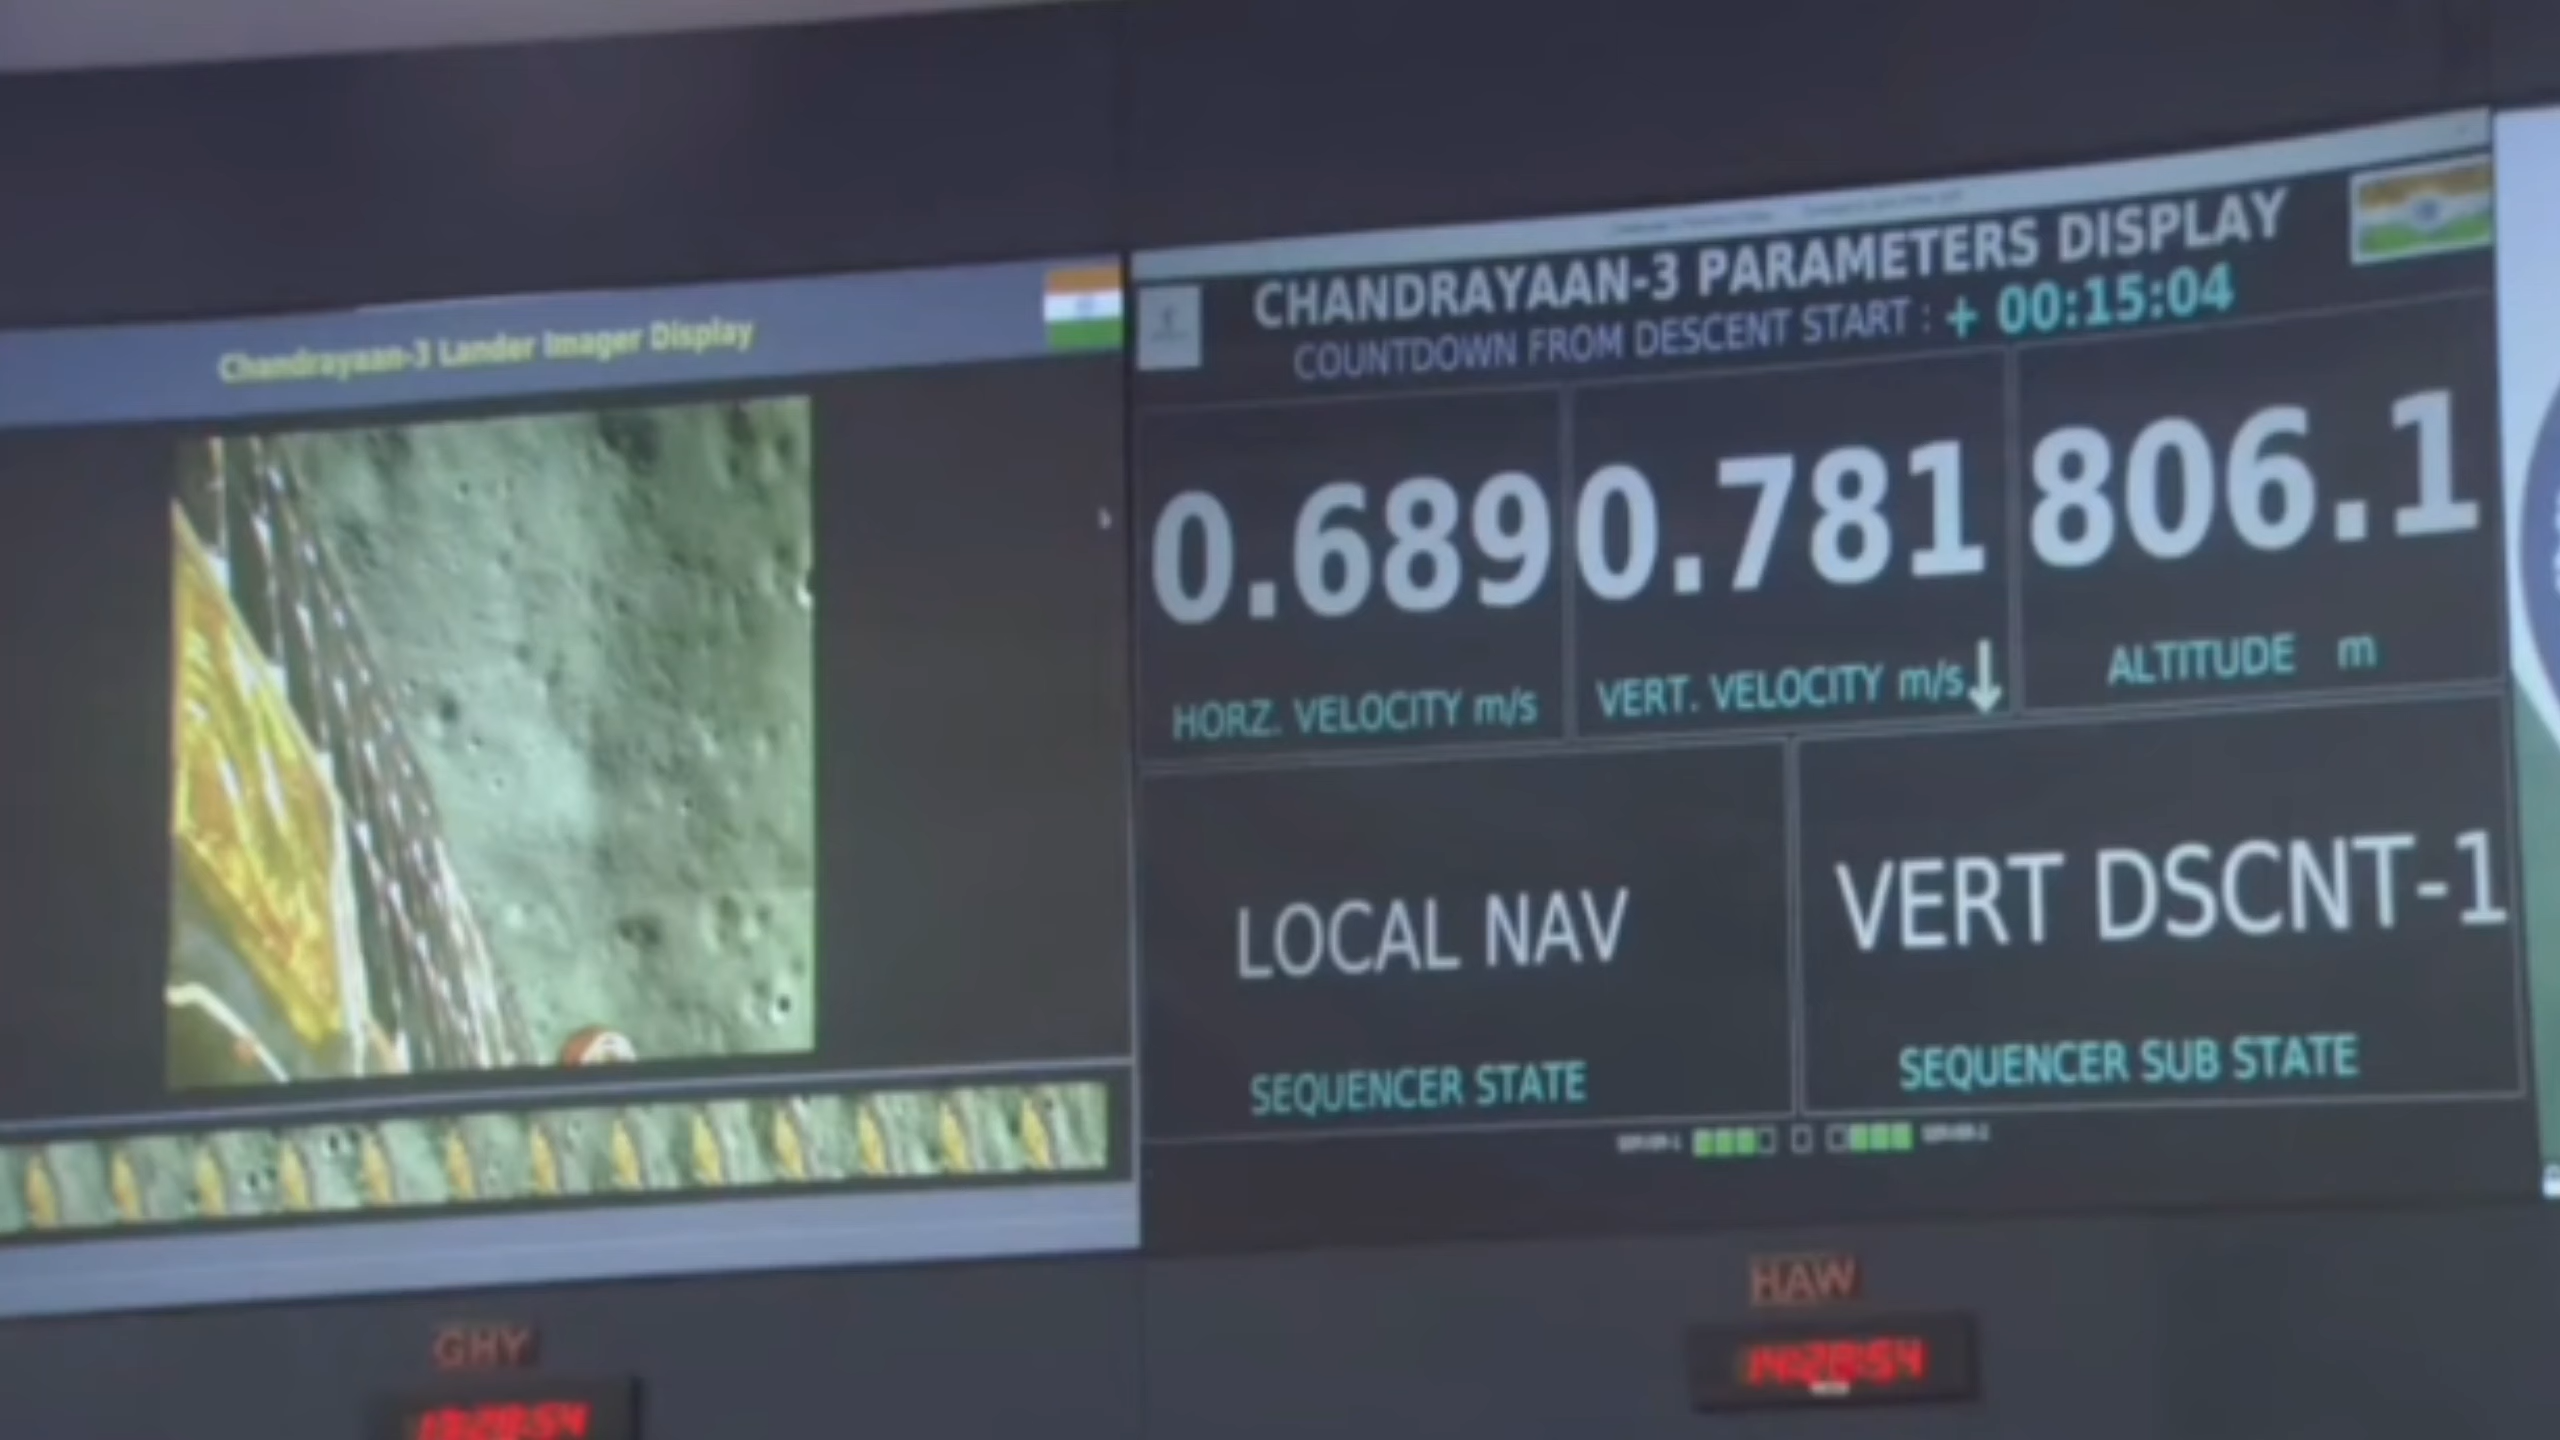 Chandrayaan-3 Lander Imager Display
CHANDRAYAAN-3 PARAMETERS DISPLAY
COUNTDOWN FROM DESCENT START : + 00:15:04
0.689 0.781 806.1
HORZ. VELOCITY m/s VERT. VELOCITY m/s ↓ ALTITUDE m
LOCAL NAV VERT DSCNT-1
SEQUENCER STATE SEQUENCER SUB STATE
GHY HAW